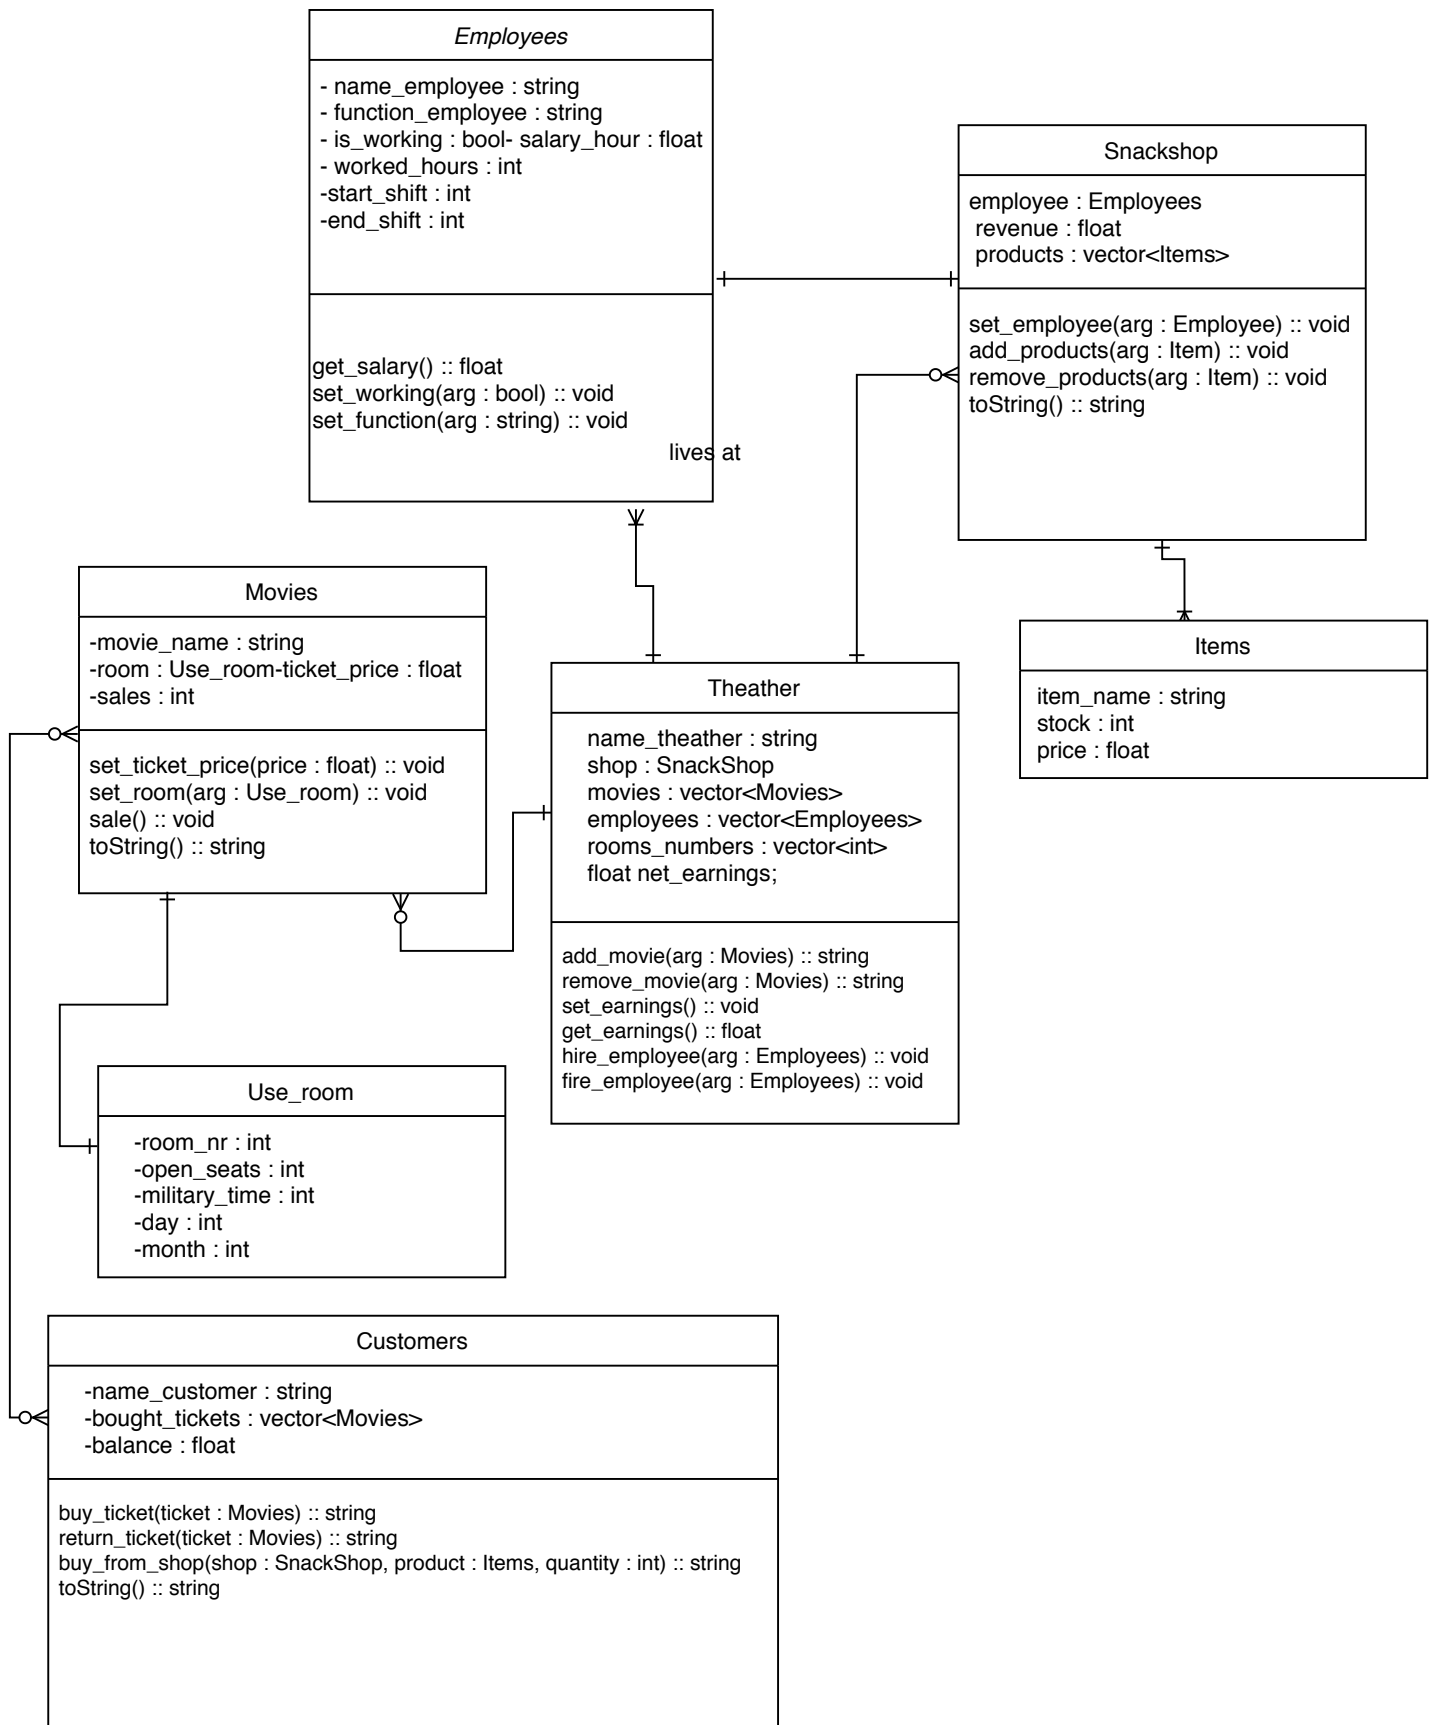 Employees
- name_employee : string
- function_employee : string
- is_working : bool- salary_hour : float
- worked_hours : int
-start_shift : int
-end_shift : int
get_salary() :: float
set_working(arg : bool) :: void
set_function(arg : string) :: void
lives at
Snackshop
employee : Employees
revenue : float
products : vector<Items>
set_employee(arg : Employee) :: void
add_products(arg : Item) :: void
remove_products(arg : Item) :: void
toString() :: string
Movies
-movie_name : string
-room : Use_room-ticket_price : float
-sales : int
set_ticket_price(price : float) :: void
set_room(arg : Use_room) :: void
sale() :: void
toString() :: string
Theather
name_theather : string
shop : SnackShop
movies : vector<Movies>
employees : vector<Employees>
rooms_numbers : vector<int>
float net_earnings;
add_movie(arg : Movies) :: string
remove_movie(arg : Movies) :: string
set_earnings() :: void
get_earnings() :: float
hire_employee(arg : Employees) :: void
fire_employee(arg : Employees) :: void
Items
item_name : string
stock : int
price : float
Use_room
-room_nr : int
-open_seats : int
-military_time : int
-day : int
-month : int
Customers
-name_customer : string
-bought_tickets : vector<Movies>
-balance : float
buy_ticket(ticket : Movies) :: string
return_ticket(ticket : Movies) :: string
buy_from_shop(shop : SnackShop, product : Items, quantity : int) :: string
toString() :: string